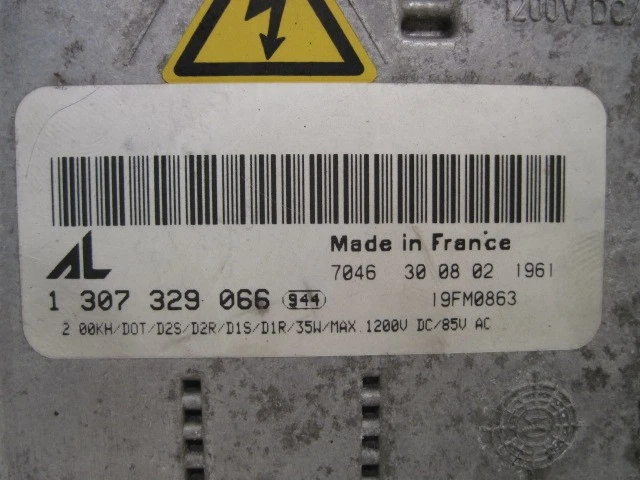 1200V DC
Made in France
AL
7046 30 08 02 1961
1 307 329 066 944 19FM0863
2 00KH/DOT/D2S/D2R/D1S/D1R/35W/MAX.1200V DC/85V AC